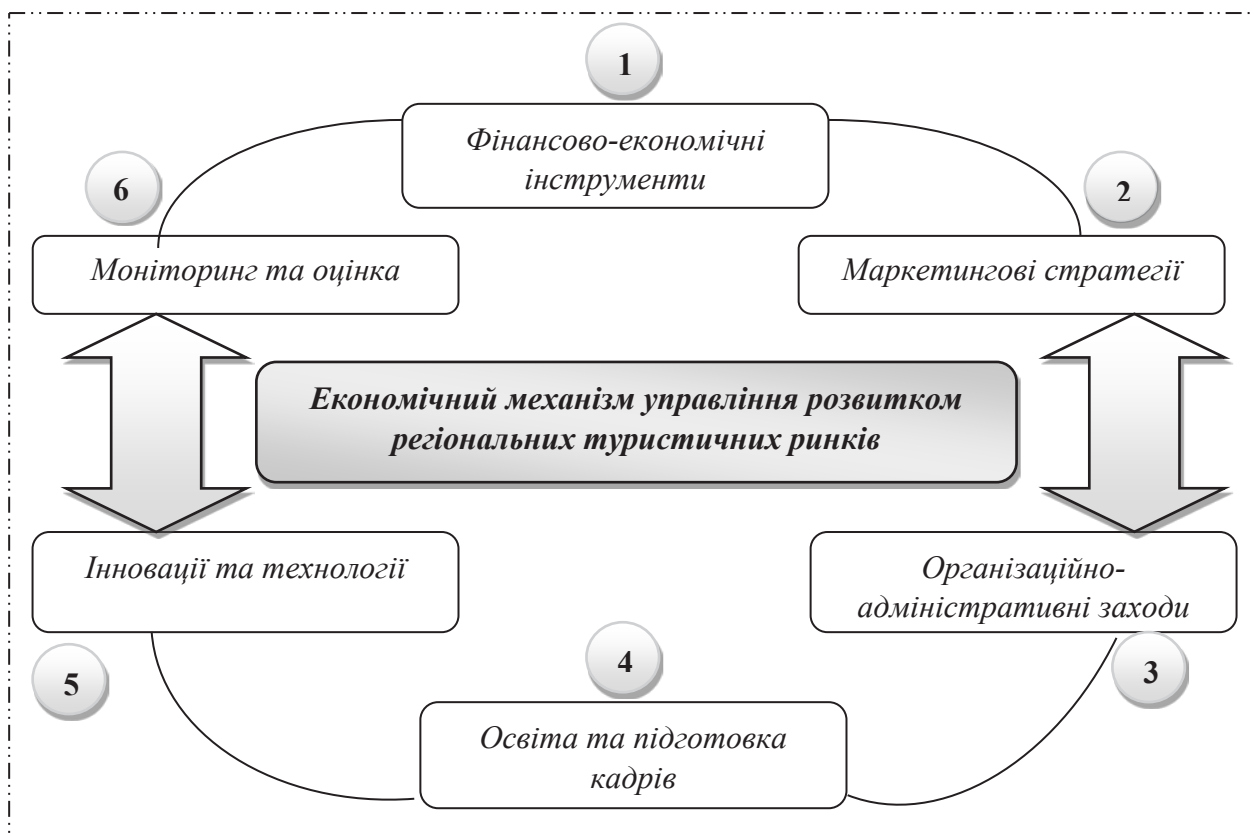 1
Фінансово-економічні
інструменти
6
2
Моніторинг та оцінка
Маркетингові стратегії
Економічний механізм управління розвитком
регіональних туристичних ринків
Інновації та технології
Організаційно-
адміністративні заходи
4
5
3
Освіта та підготовка
кадрів